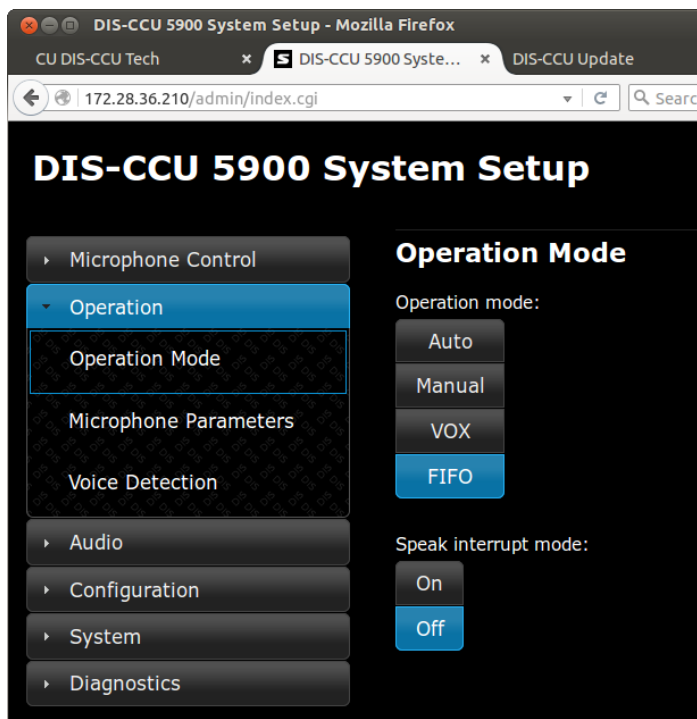 DIS-CCU 5900 System Setup - Mozilla Firefox
CU DIS-CCU Tech
DIS-CCU 5900 Syste...
DIS-CCU Update
172.28.36.210/admin/index.cgi
Searc
DIS-CCU 5900 System Setup
Microphone Control
Operation
Operation Mode
Microphone Parameters
Voice Detection
Audio
Configuration
System
Diagnostics
Operation Mode
Operation mode:
Auto
Manual
VOX
FIFO
Speak interrupt mode:
On
Off